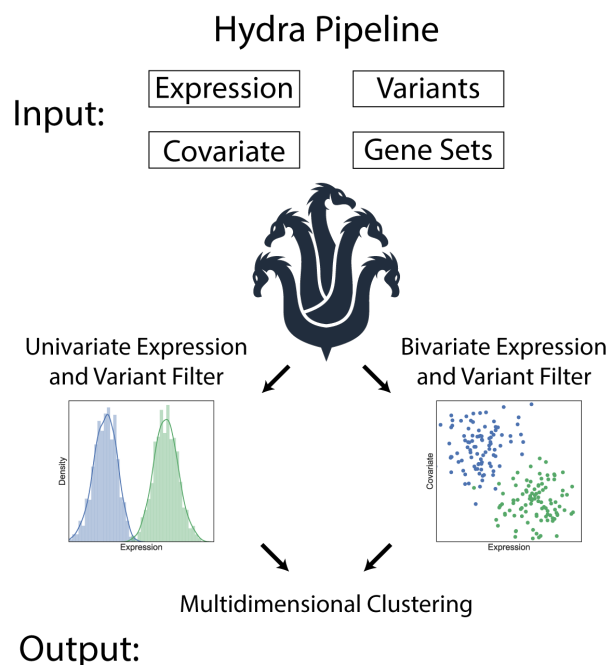 Hydra Pipeline
Input:
Expression
Variants
Covariate
Gene Sets
Univariate Expression
and Variant Filter
Bivariate Expression
and Variant Filter
Density
Expression
Covariate
Expression
Multidimensional Clustering
Output: